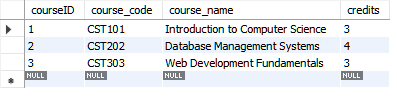 courseID course_code course_name credits
1 CST101 Introduction to Computer Science 3
2 CST202 Database Management Systems 4
3 CST303 Web Development Fundamentals 3
NULL NULL NULL NULL